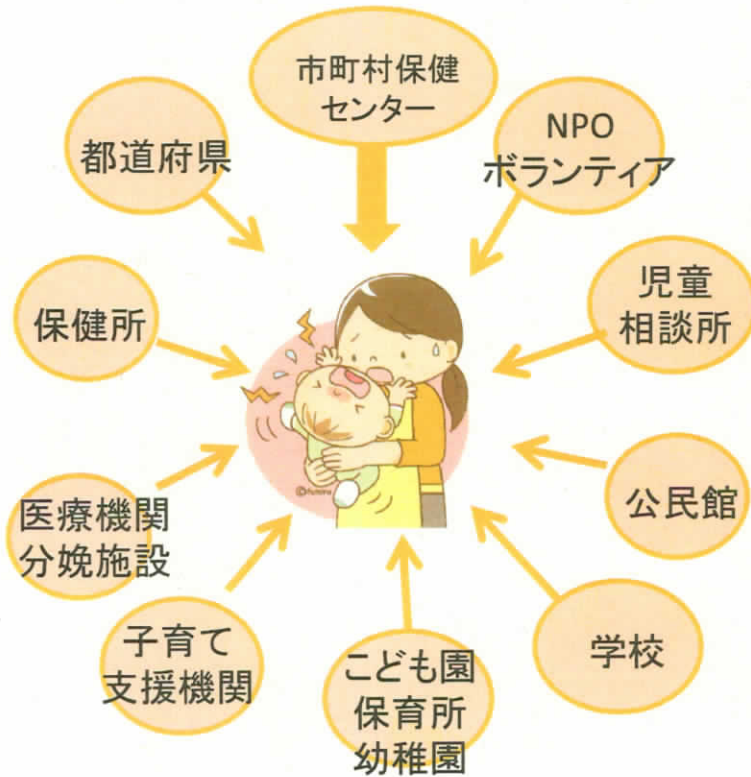 市町村保健
センター
NPO
ボランティア
児童
相談所
公民館
学校
こども園
保育所
幼稚園
子育て
支援機関
医療機関
分娩施設
保健所
都道府県